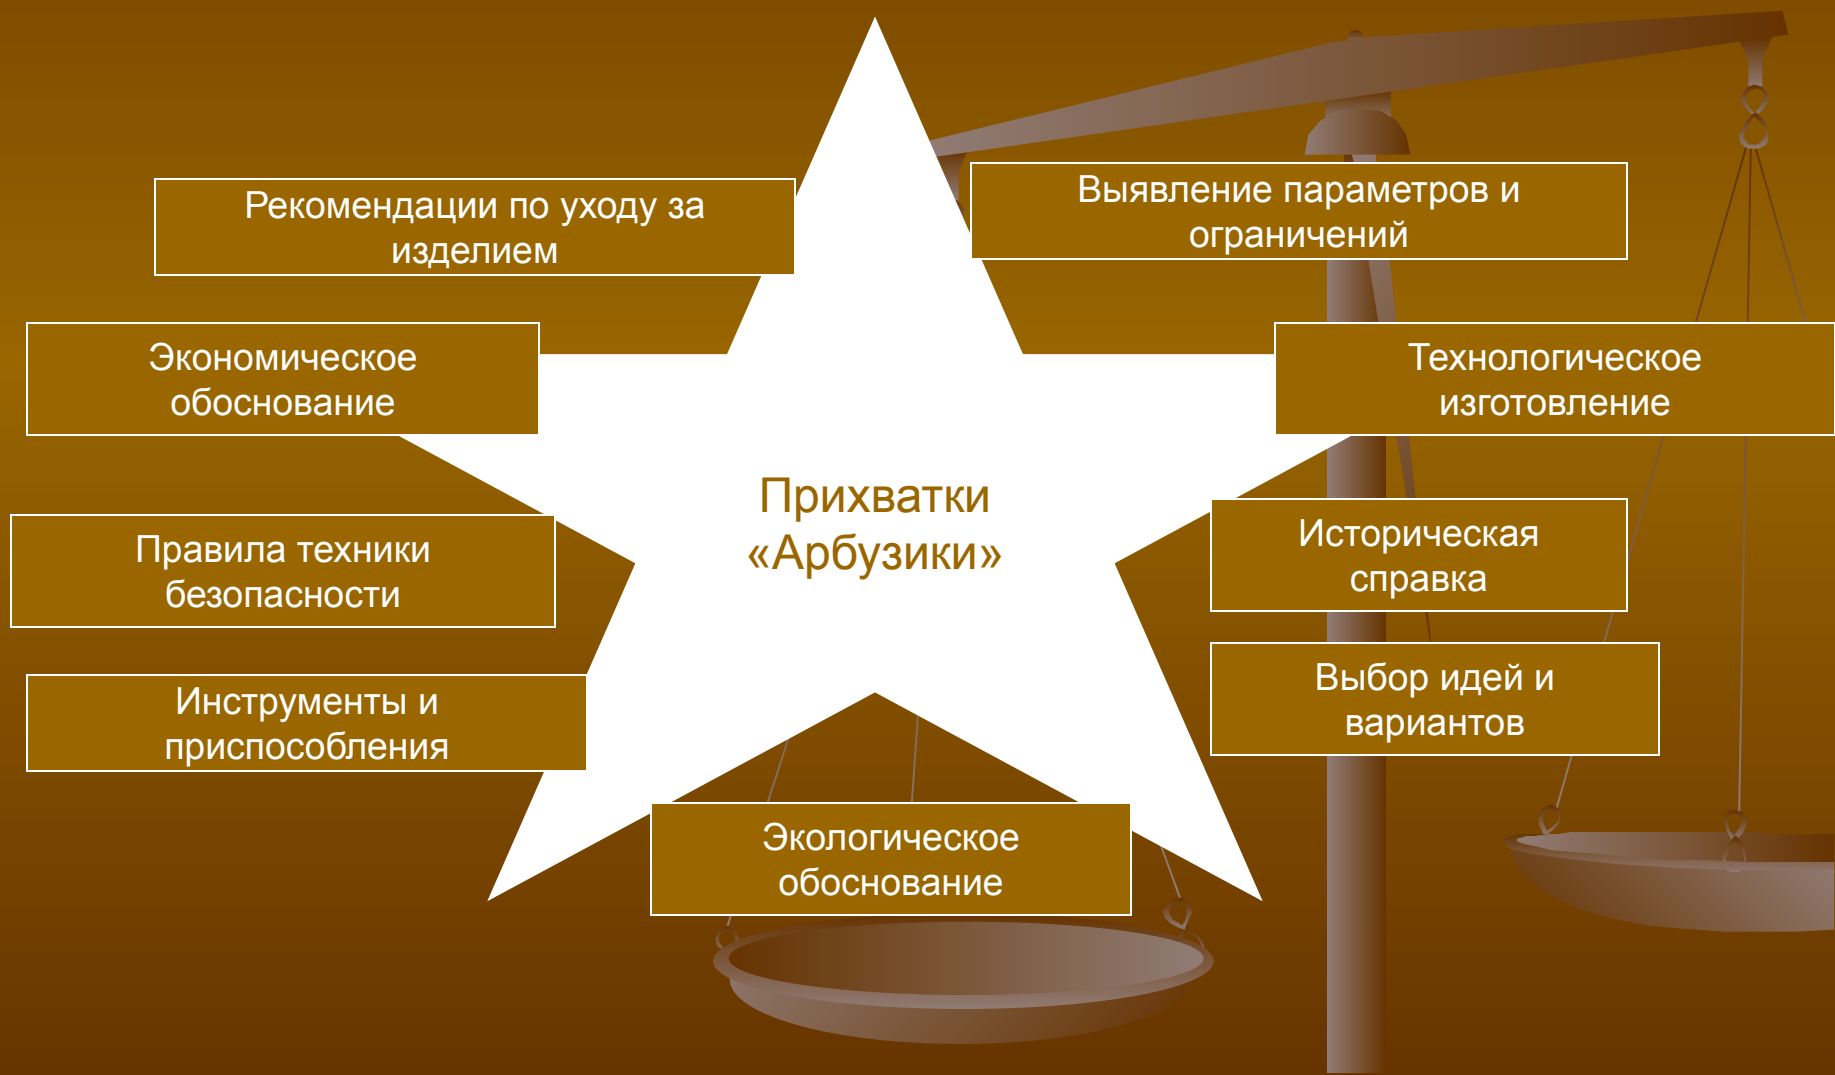 Рекомендации по уходу за
изделием
Выявление параметров и
ограничений
Экономическое
обоснование
Технологическое
изготовление
Прихватки
«Арбузики»
Правила техники
безопасности
Историческая
справка
Инструменты и
приспособления
Выбор идей и
вариантов
Экологическое
обоснование